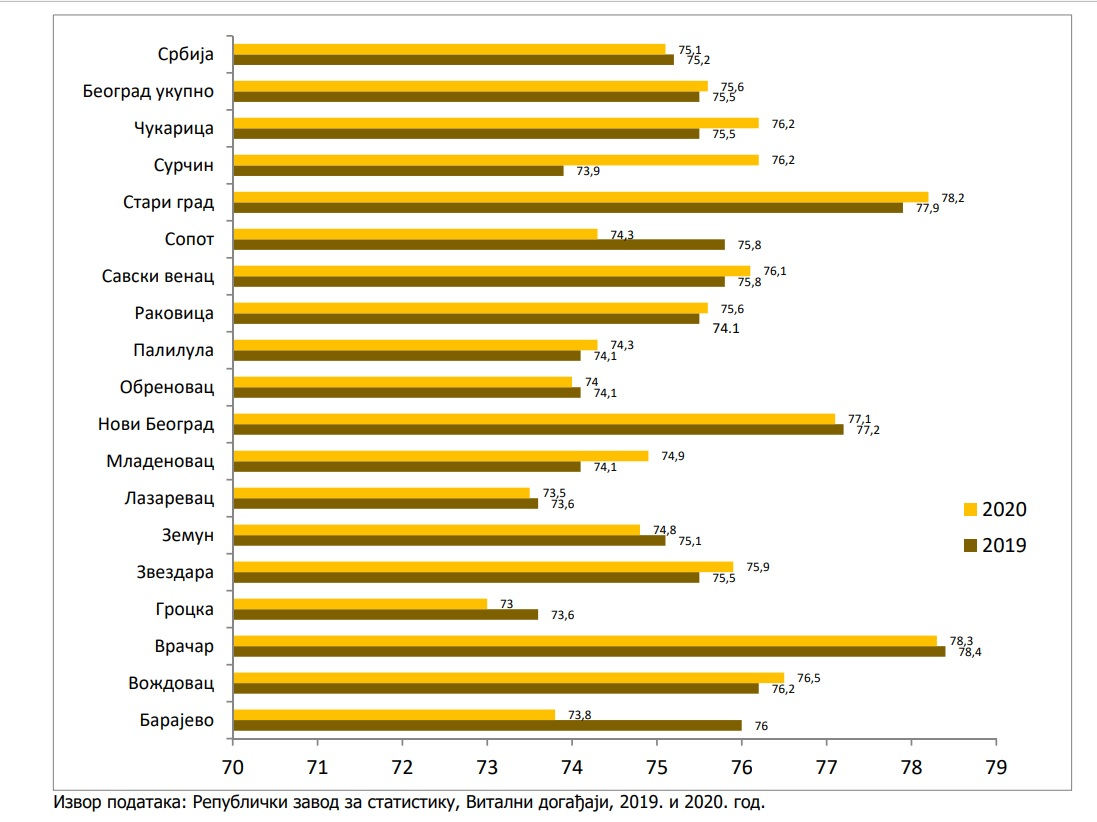 Србија
75,1
75,2
Београд укупно
75,6
75,5
Чукарица
76,2
75,5
Сурчин
76,2
73,9
Стари град
78,2
77,9
Сопот
74,3
75,8
Савски венац
76,1
75,8
Раковица
75,6
74.1
Палилула
74,3
74,1
Обреновац
74
74,1
Нови Београд
77,1
77,2
Младеновац
74,9
74,1
Лазаревац
73,5
73,6
Земун
74,8
75,1
Звездара
75,9
75,5
Гроцка
73
73,6
Врачар
78,3
78,4
Вождовац
76,5
76,2
Барајево
73,8
76
2020
2019
70 71 72 73 74 75 76 77 78 79
Извор података: Републички завод за статистику, Витални догађаји, 2019. и 2020. год.